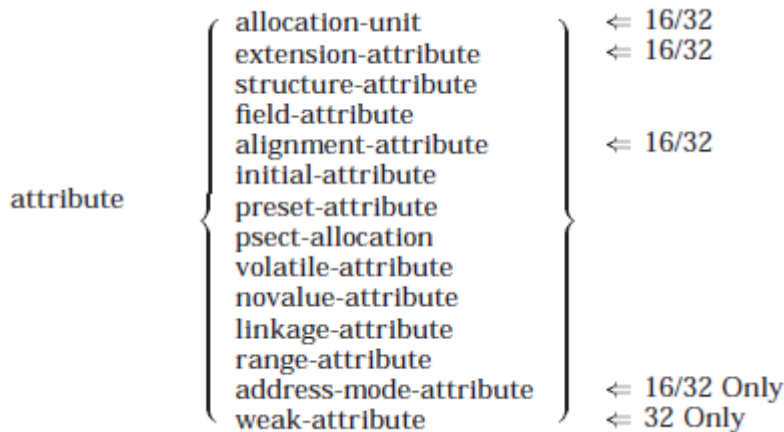 allocation-unit ⇐ 16/32
extension-attribute ⇐ 16/32
structure-attribute
field-attribute
alignment-attribute ⇐ 16/32
initial-attribute
attribute
preset-attribute
psect-allocation
volatile-attribute
novalue-attribute
linkage-attribute
range-attribute
address-mode-attribute ⇐ 16/32 Only
weak-attribute ⇐ 32 Only